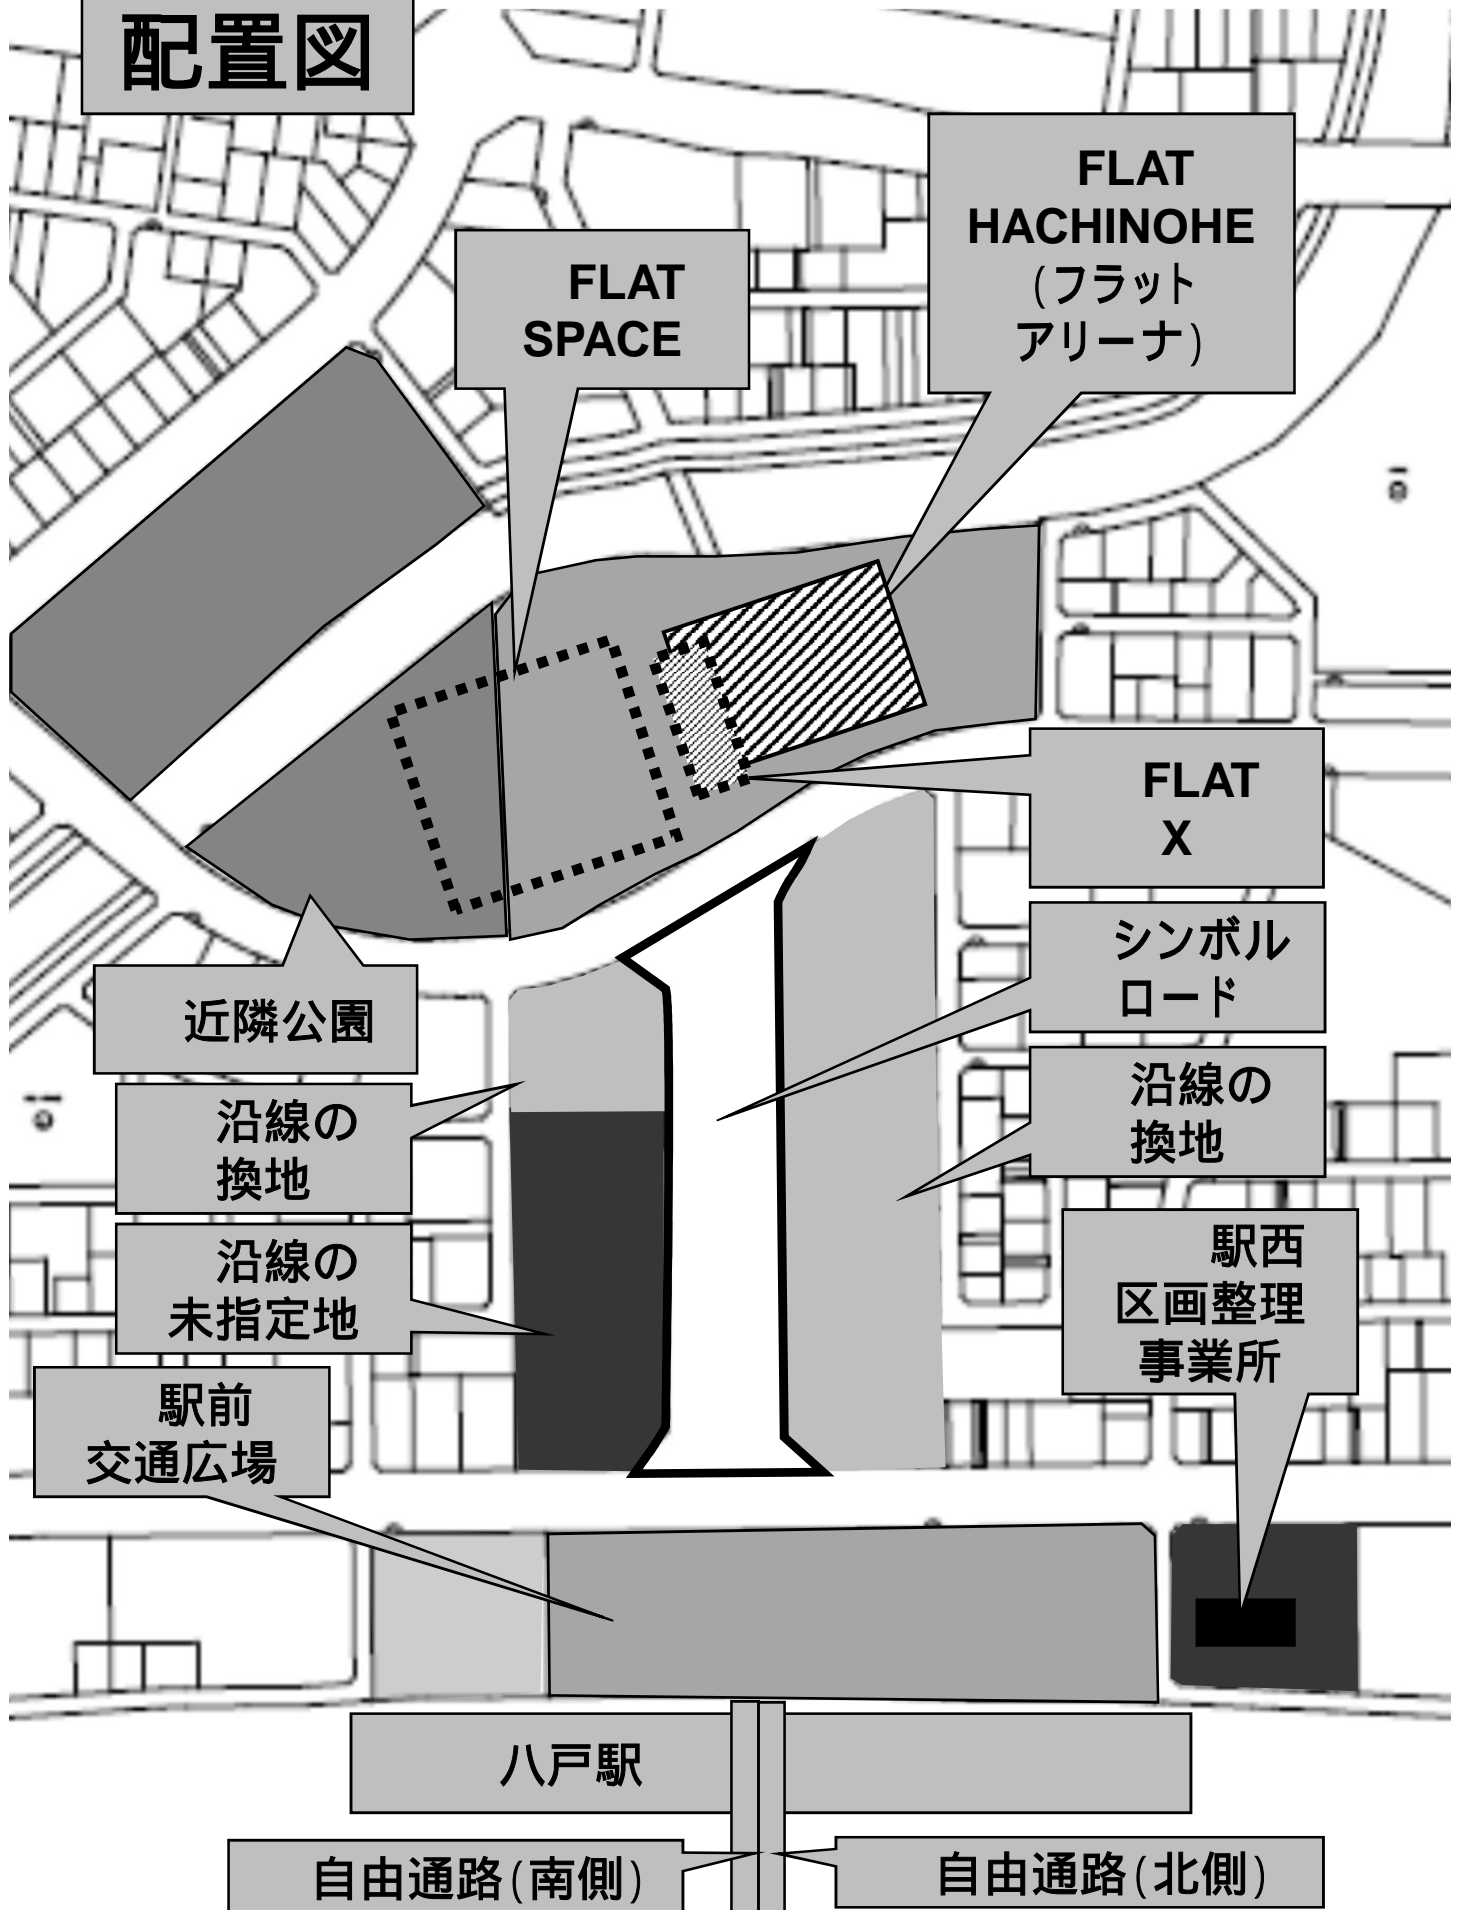 配置図
FLAT
HACHINOHE
(フラット
アリーナ)
FLAT
SPACE
FLAT
X
シンボル
ロード
近隣公園
沿線の
換地
沿線の
換地
沿線の
未指定地
駅西
区画整理
事業所
駅前
交通広場
八戸駅
自由通路(南側)
自由通路(北側)